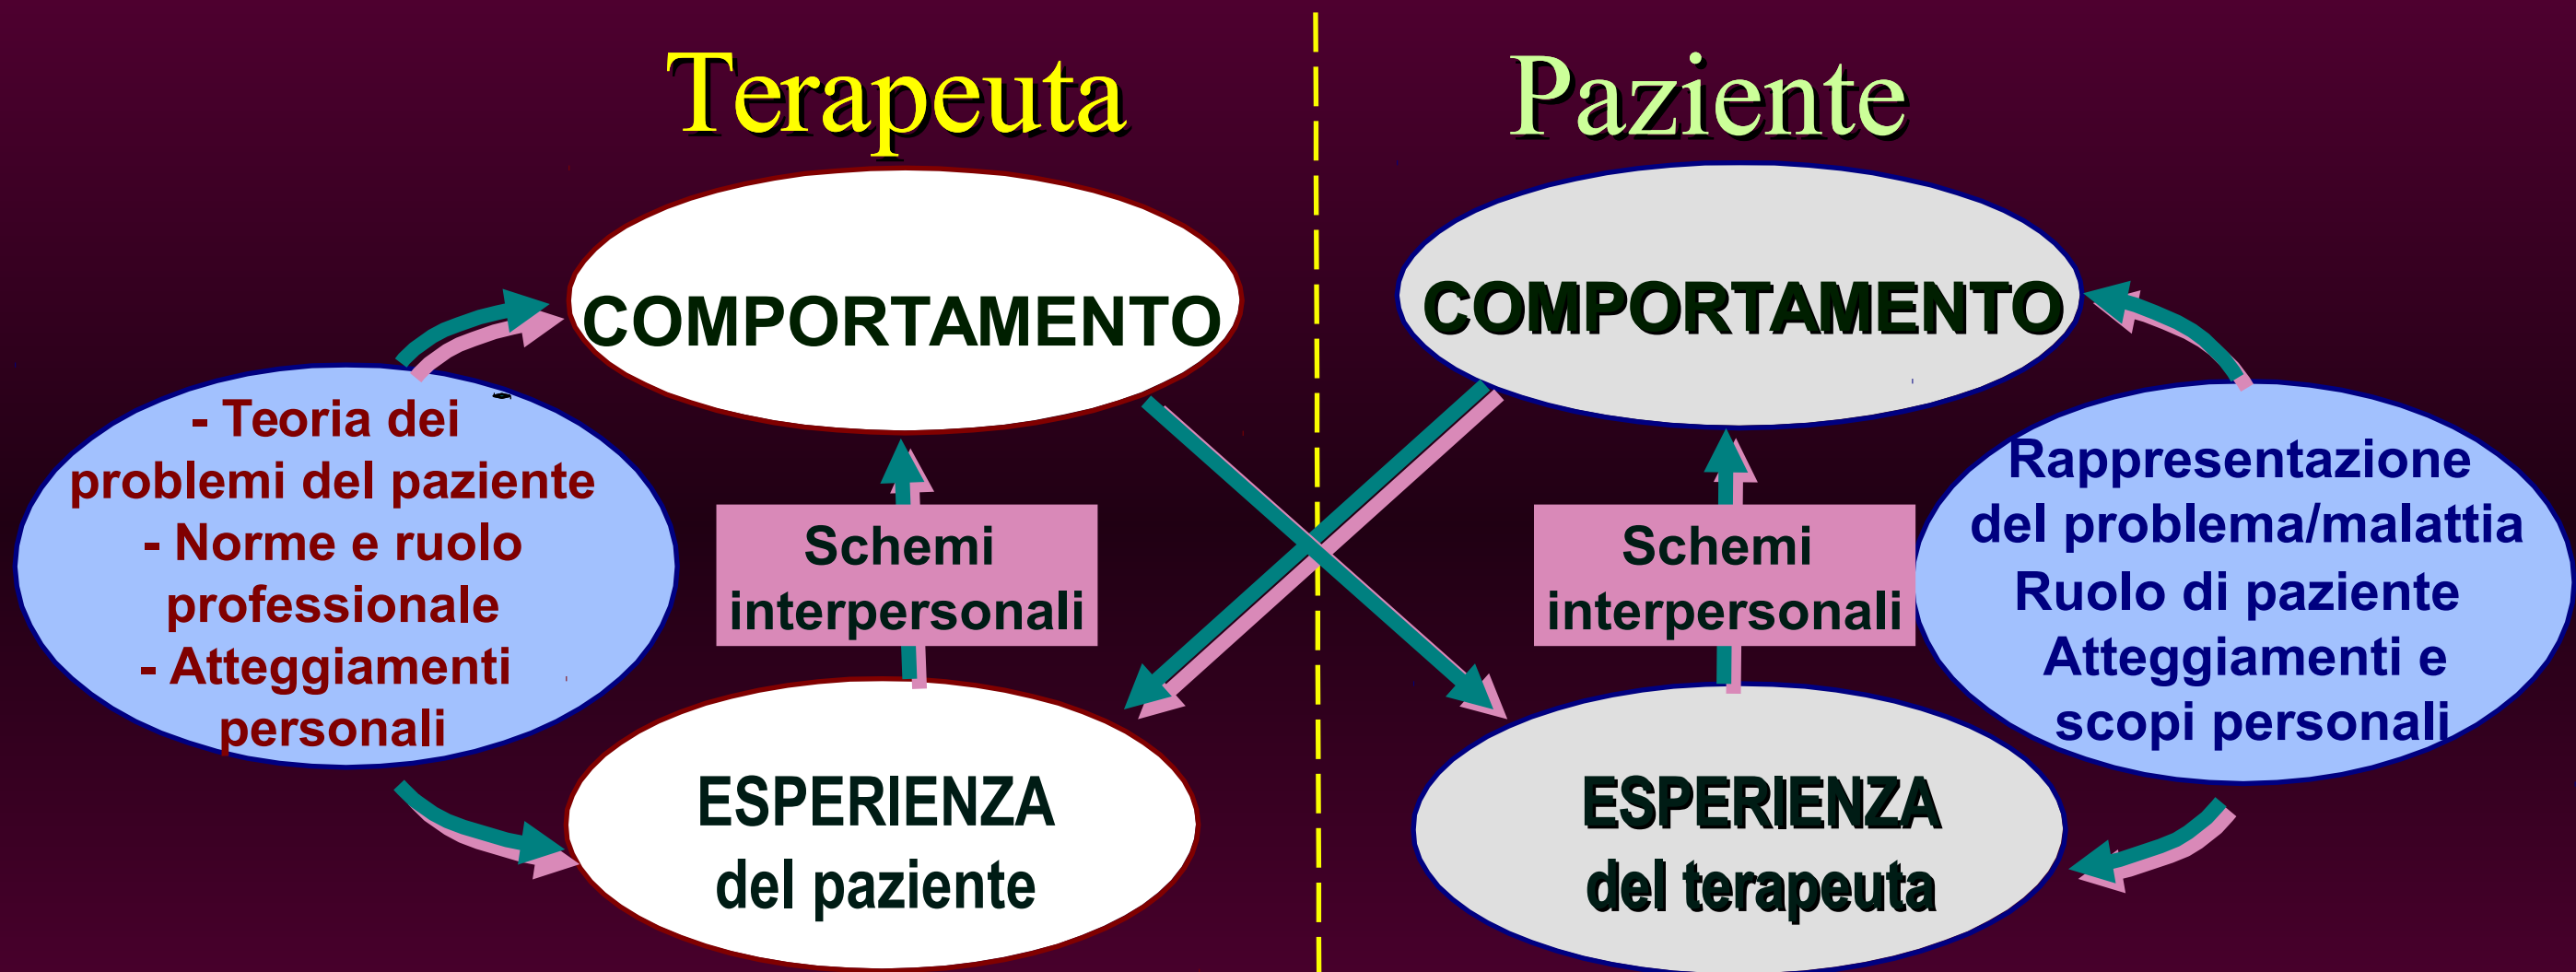 Terapeuta
Paziente
COMPORTAMENTO
COMPORTAMENTO
- Teoria dei
problemi del paziente
- Norme e ruolo
professionale
- Atteggiamenti
personali
Schemi
interpersonali
Schemi
interpersonali
Rappresentazione
del problema/malattia
Ruolo di paziente
Atteggiamenti e
scopi personali
ESPERIENZA
del paziente
ESPERIENZA
del terapeuta